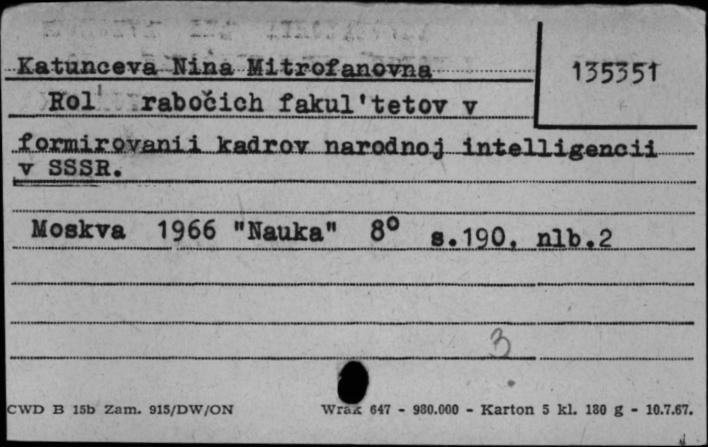 Katunceva Nina Mitrofanovna
135351
Rol' rabočich fakul'tetov v
formirovanii kadrov narodnoj intelligencii
v SSSR.
Moskva 1966 "Nauka" 8° s.190, nlb.2
3
CWD B 15b Zam. 915/DW/ON Wrax 647 - 980.000 - Karton 5 kl. 180 g - 10.7.67.